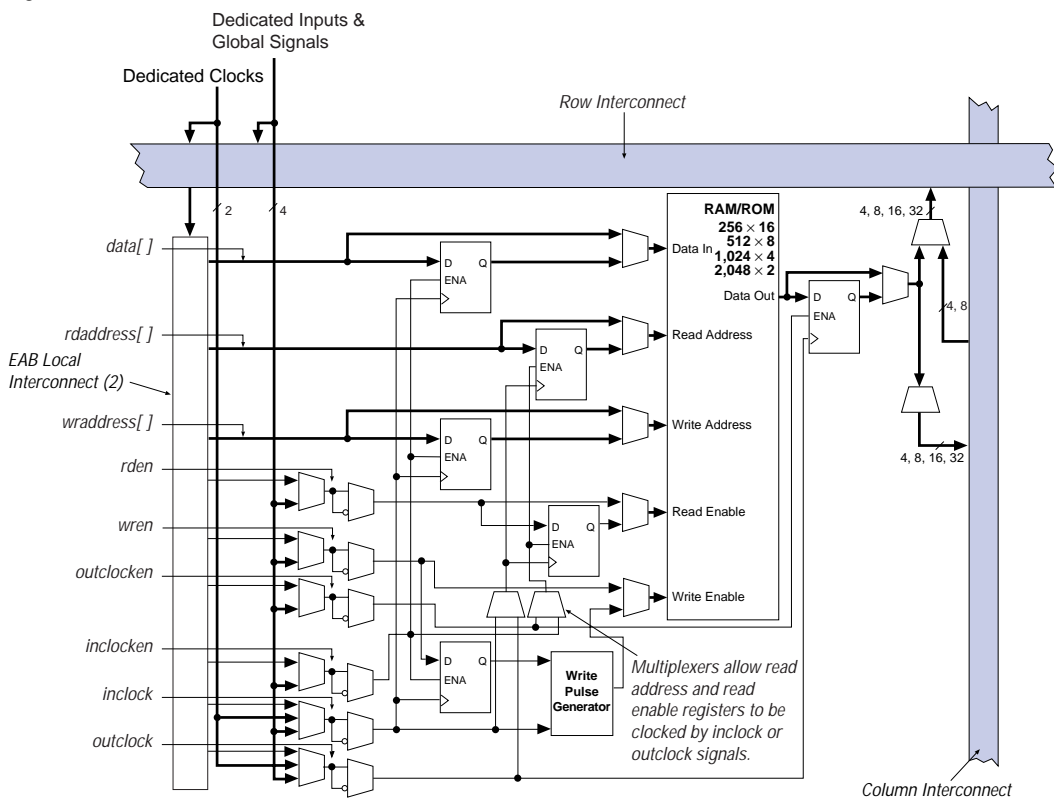 Dedicated Inputs &
Global Signals
Dedicated Clocks
Row Interconnect
2
4
4, 8, 16, 32
RAM/ROM
256 × 16
512 × 8
1,024 × 4
2,048 × 2
data[ ]
D
Q
ENA
Data In
Data Out
D
Q
ENA
4, 8
rdaddress[ ]
D
Q
ENA
Read Address
EAB Local
Interconnect (2)
wraddress[ ]
D
Q
ENA
Write Address
4, 8, 16, 32
rden
D
Q
ENA
Read Enable
wren
outclocken
Write Enable
inclocken
D
Q
ENA
Write
Pulse
Generator
Multiplexers allow read
address and read
enable registers to be
clocked by inclock or
outclock signals.
inclock
outclock
Column Interconnect